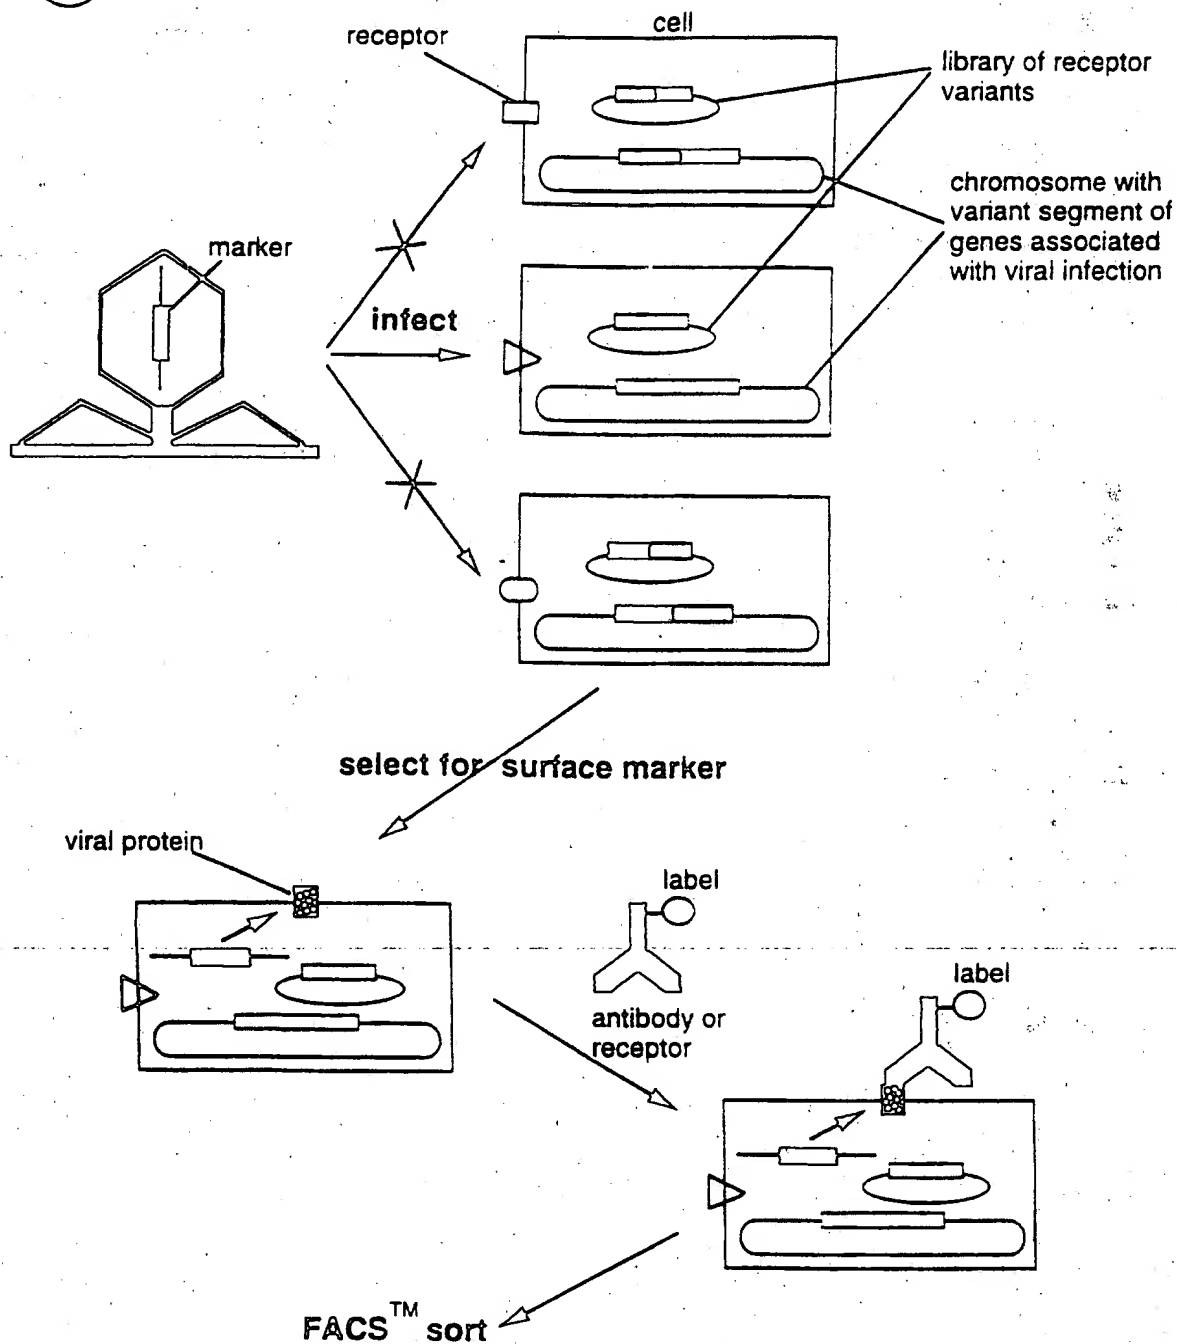 cell
receptor
library of receptor
variants
chromosome with
variant segment of
genes associated
with viral infection
marker
infect
select for surface marker
viral protein
label
antibody or
receptor
label
FACS™ sort